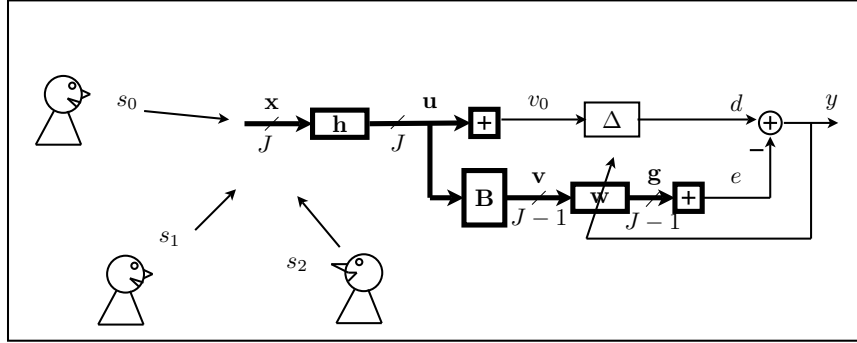 s₀
x
J
h
J
u
+
v₀
Δ
d
+
−
y
s₁
s₂
B
v
J − 1
w
g
J − 1
+
e